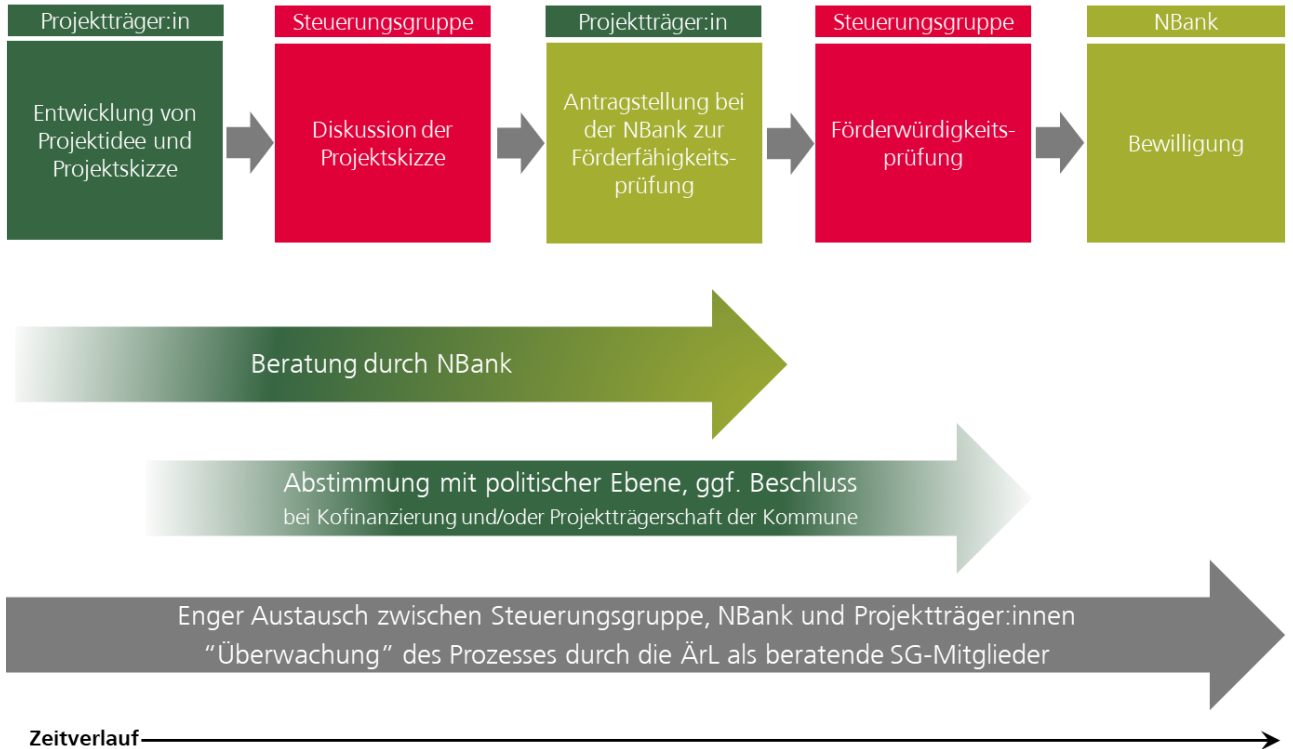 Projektträger:in
Entwicklung von
Projektidee und
Projektskizze
Steuerungsgruppe
Diskussion der
Projektskizze
Projektträger:in
Antragstellung bei
der NBank zur
Förderfähigkeits-
prüfung
Steuerungsgruppe
Förderwürdigkeits-
prüfung
NBank
Bewilligung
Beratung durch NBank
Abstimmung mit politischer Ebene, ggf. Beschluss
bei Kofinanzierung und/oder Projektträgerschaft der Kommune
Enger Austausch zwischen Steuerungsgruppe, NBank und Projektträger:innen
“Überwachung” des Prozesses durch die ÄrL als beratende SG-Mitglieder
Zeitverlauf